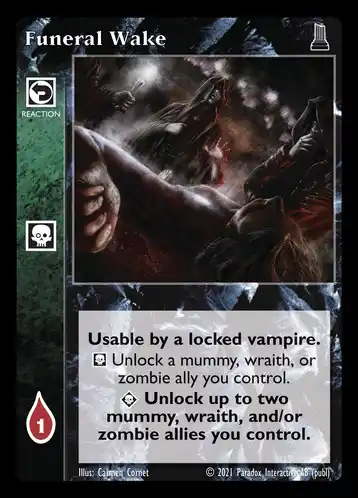 Funeral Wake
REACTION
Usable by a locked vampire.
Unlock a mummy, wraith, or
zombie ally you control.
Unlock up to two
mummy, wraith, and/or
zombie allies you control.
1
Illus: Carmen Cornet © 2021 Paradox Interactive AB (publ)